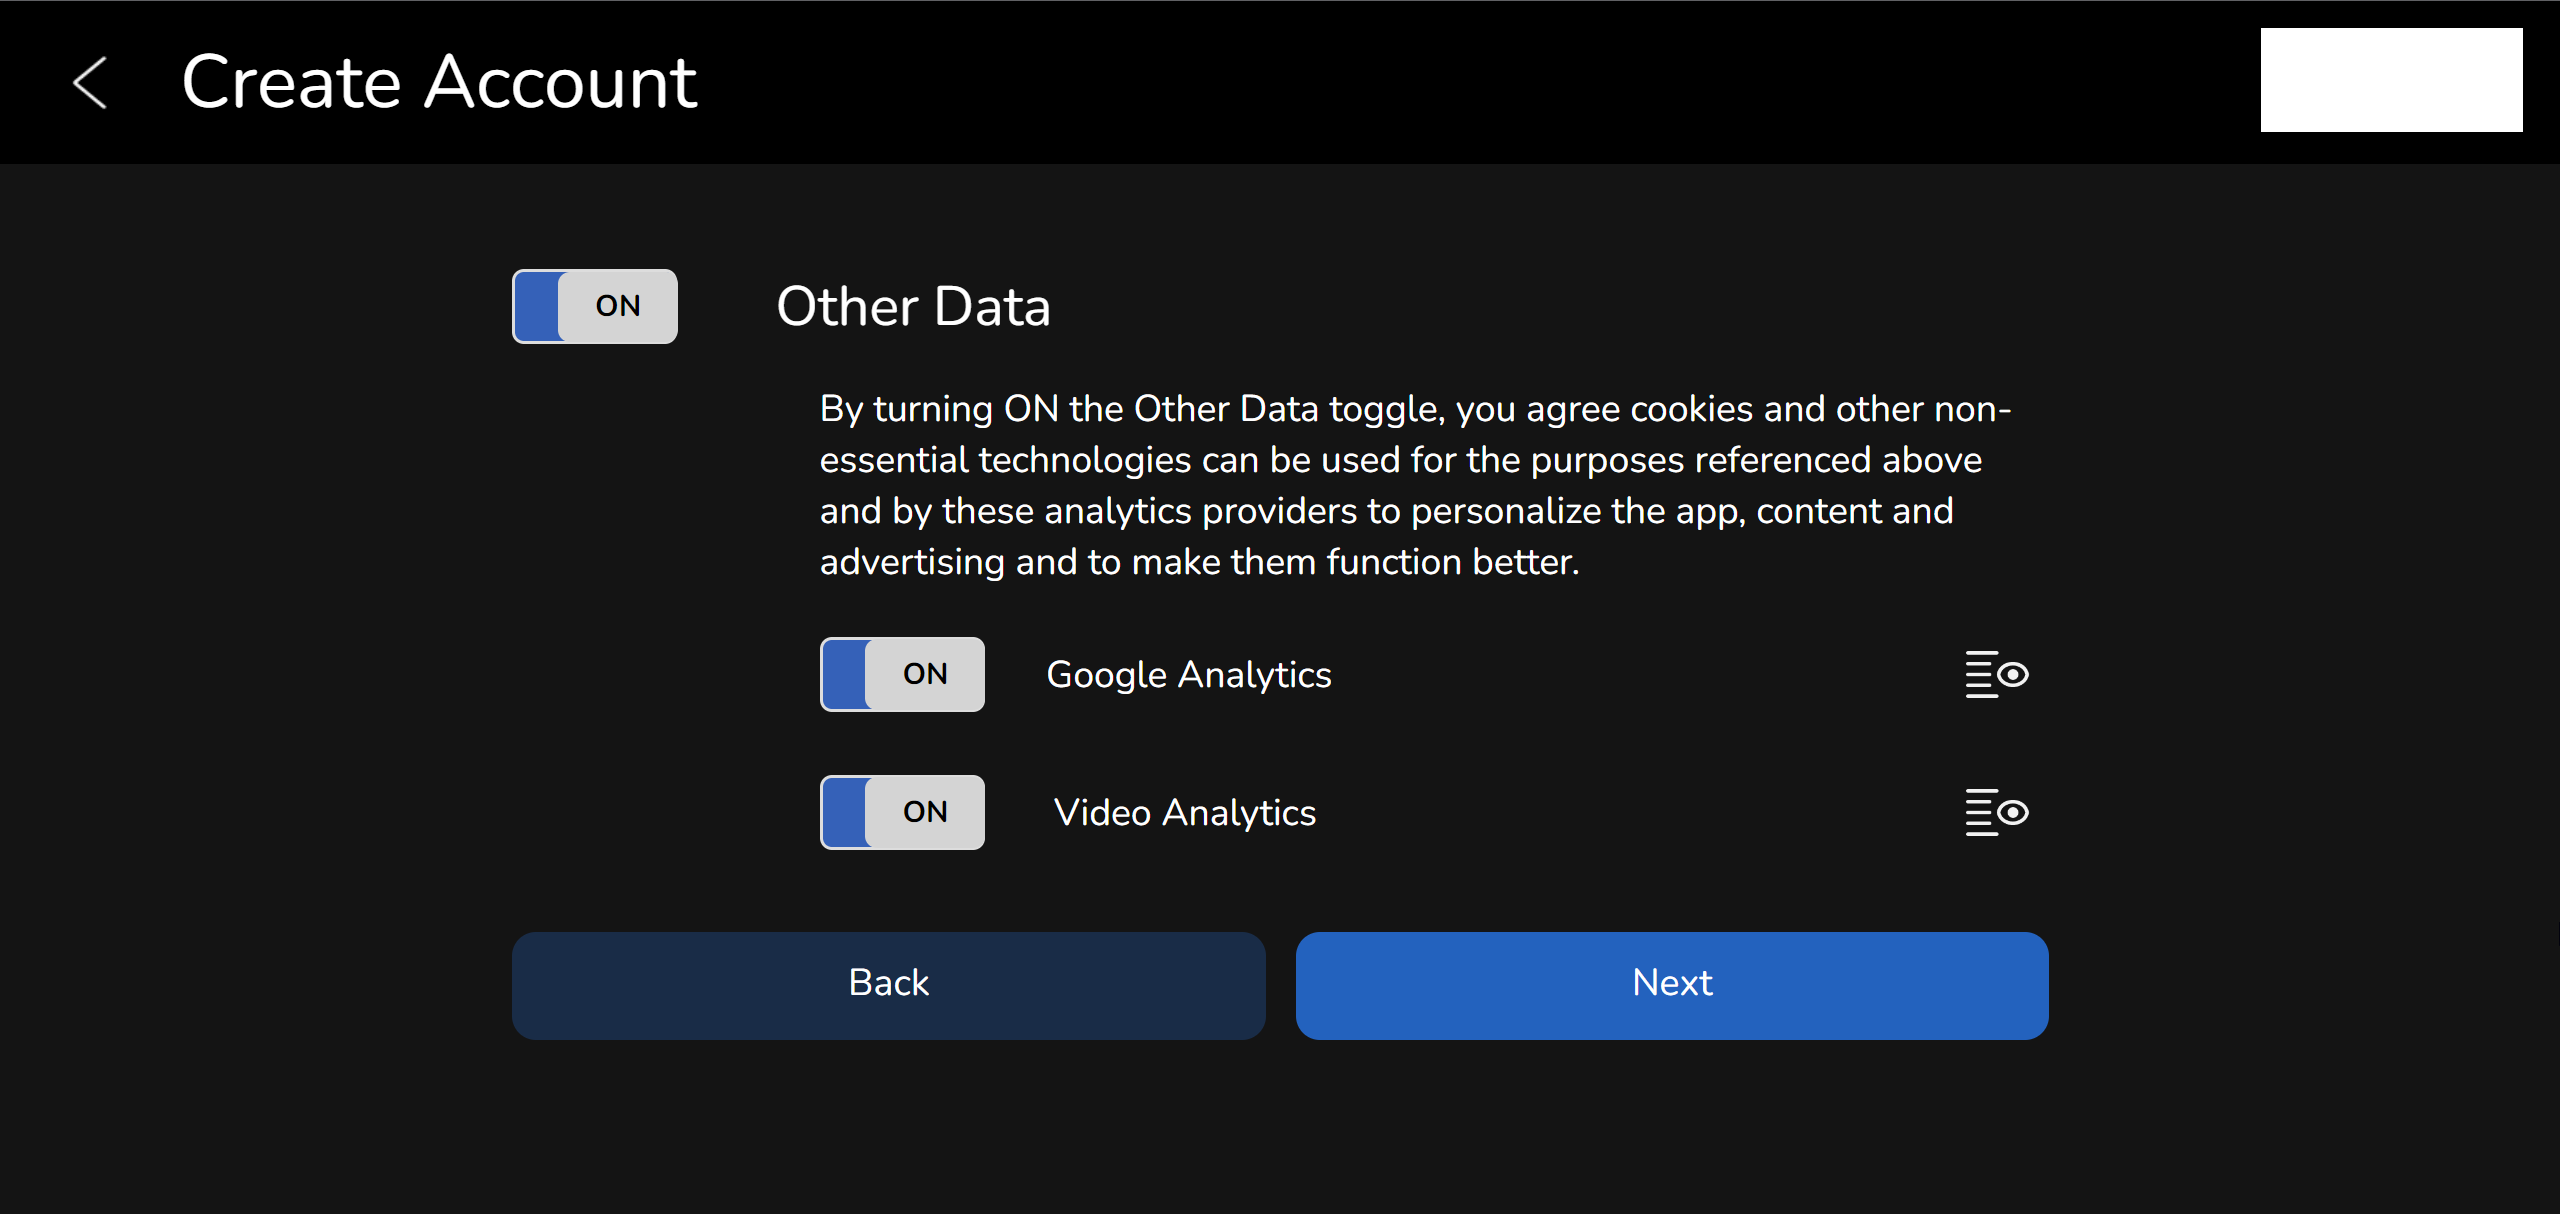 Create Account
ON
Other Data
By turning ON the Other Data toggle, you agree cookies and other non-
essential technologies can be used for the purposes referenced above
and by these analytics providers to personalize the app, content and
advertising and to make them function better.
ON
Google Analytics
ON
Video Analytics
Back
Next